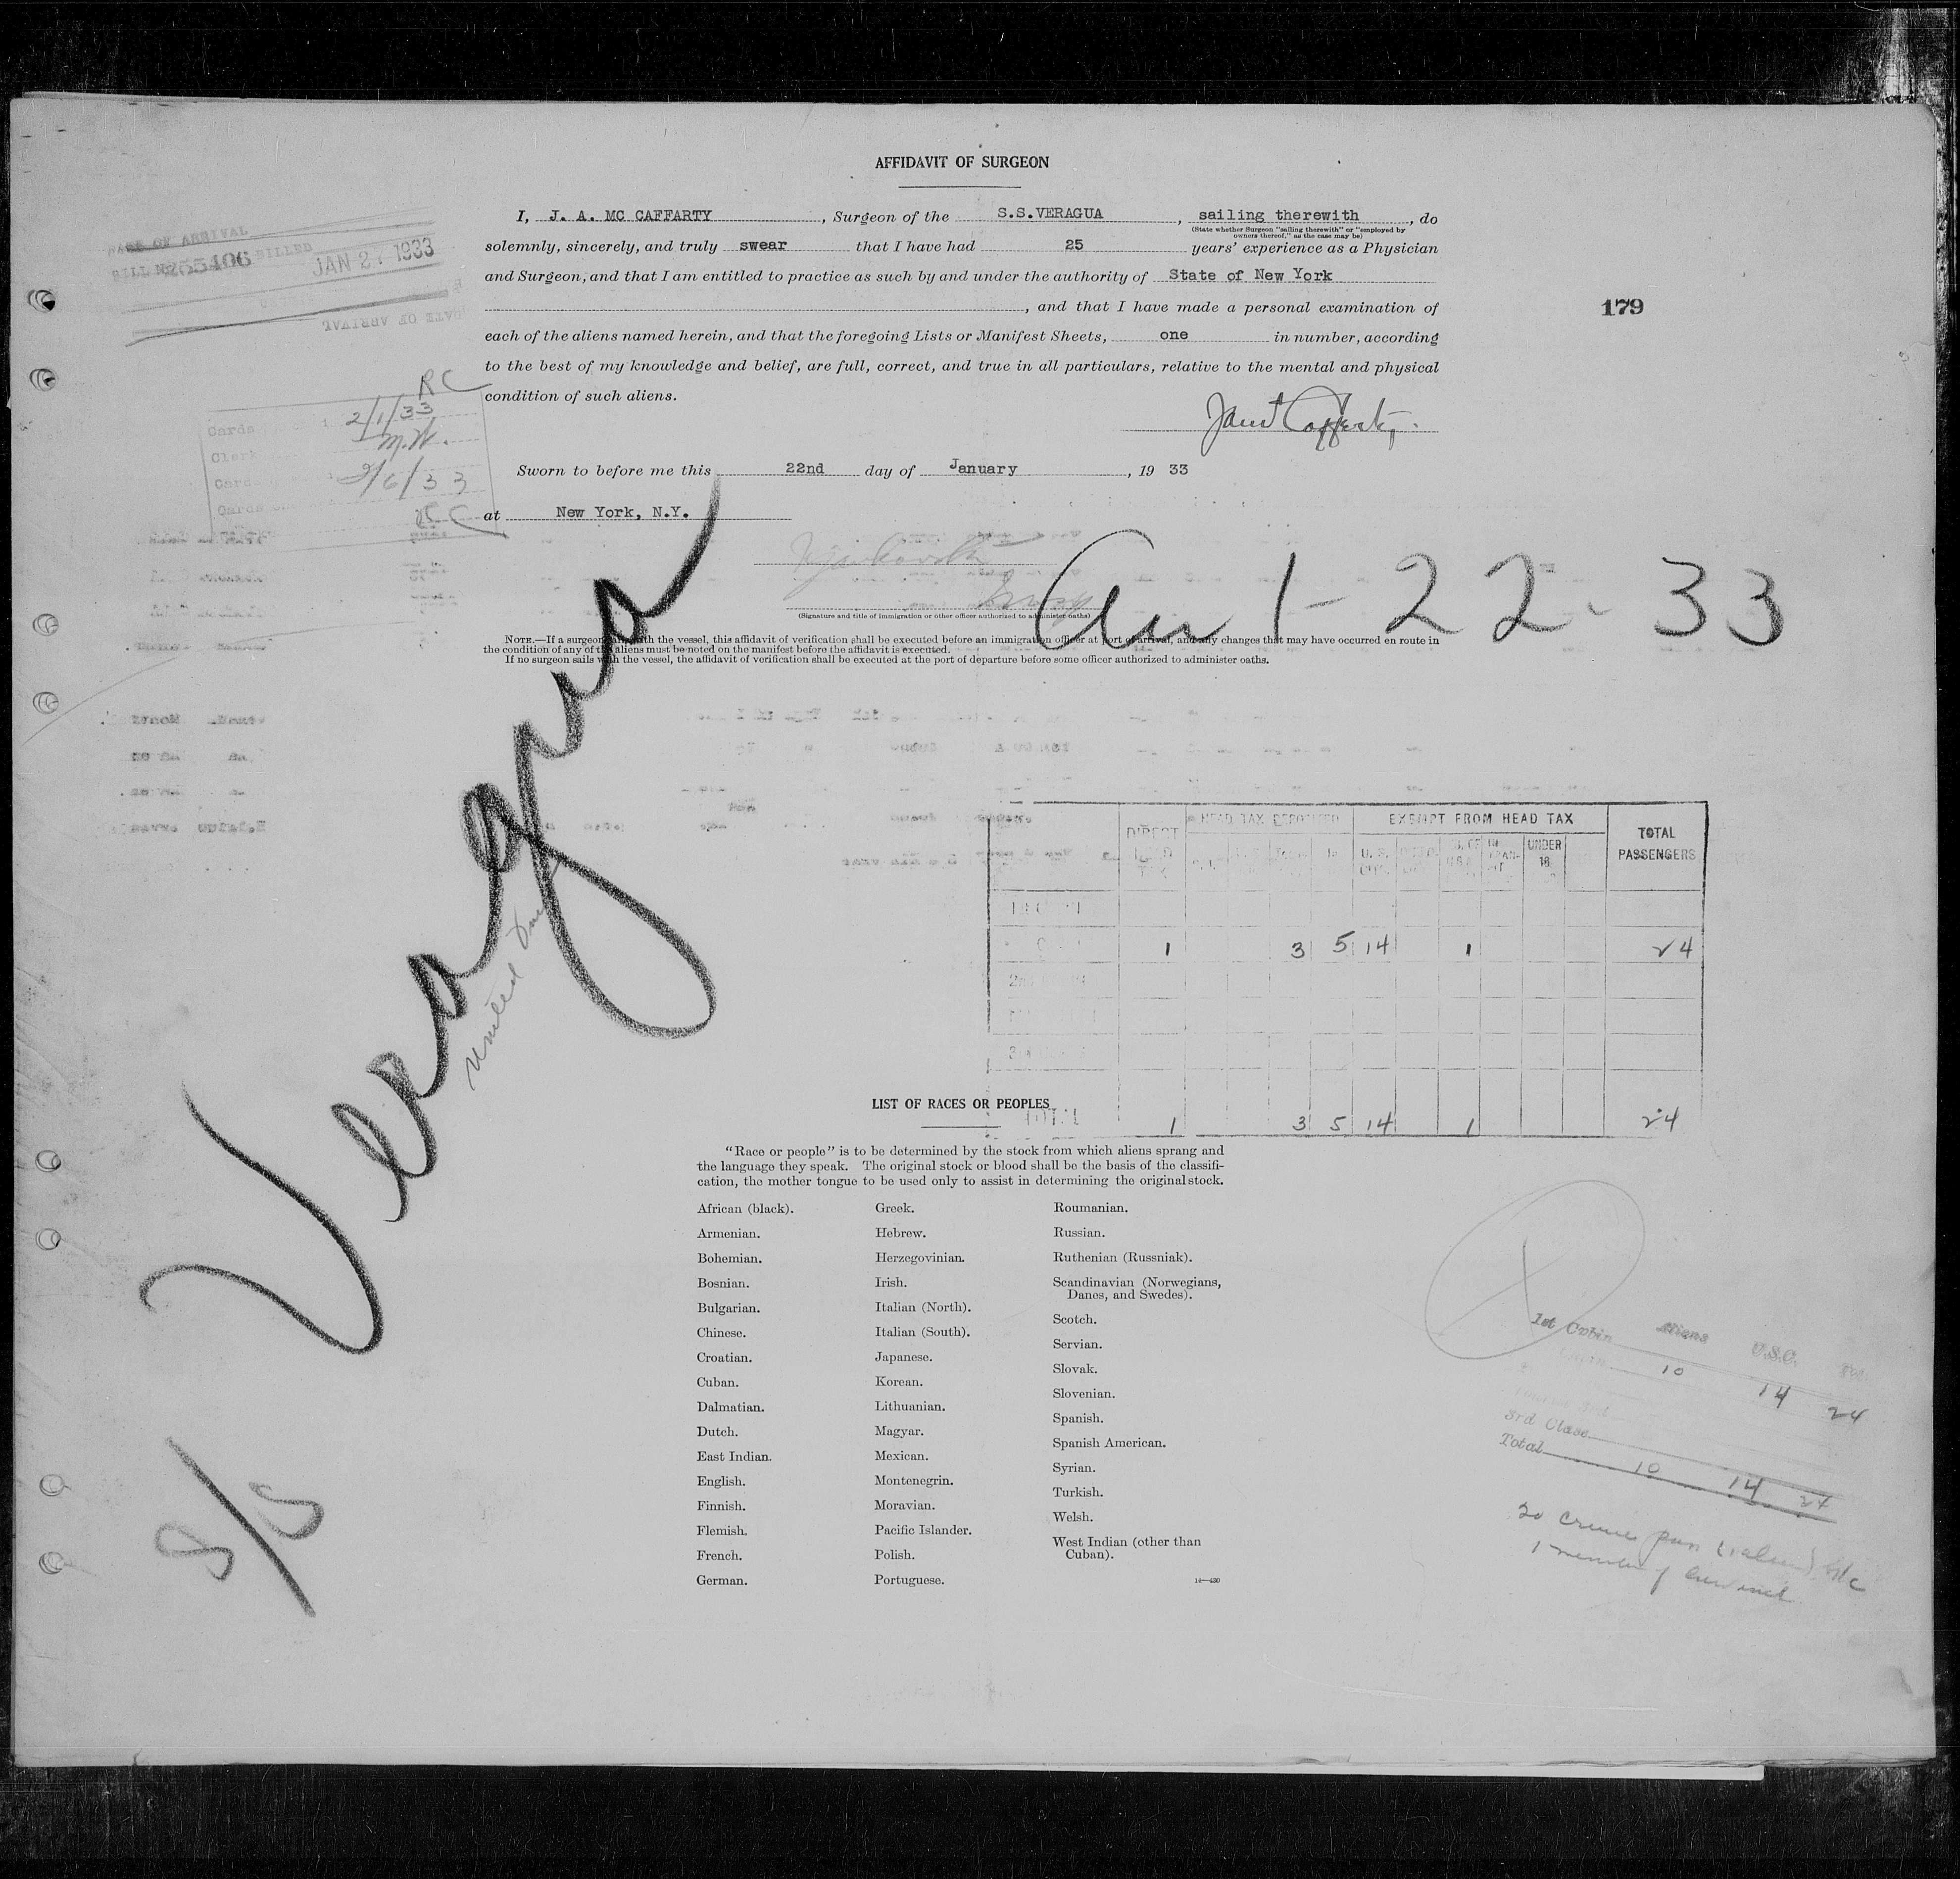 AFFIDAVIT OF SURGEON
I, J. A. MC CAFFARTY, Surgeon of the S.S.VERAGUA, sailing therewith, do
(State whether Surgeon "sailing therewith" or "employed by
owners thereof," as the case may be)
solemnly, sincerely, and truly swear that I have had 25 years' experience as a Physician
and Surgeon, and that I am entitled to practice as such by and under the authority of State of New York
, and that I have made a personal examination of
each of the aliens named herein, and that the foregoing Lists or Manifest Sheets, one in number, according
to the best of my knowledge and belief, are full, correct, and true in all particulars, relative to the mental and physical
condition of such aliens.
Sworn to before me this 22nd day of January, 19 33
at New York, N.Y.
(Signature and title of immigration or other officer authorized to administer oaths)
NOTE.—If a surgeon sails with the vessel, this affidavit of verification shall be executed before an immigration officer at port of arrival, and any changes that may have occurred en route in
the condition of any of the aliens must be noted on the manifest before the affidavit is executed.
If no surgeon sails with the vessel, the affidavit of verification shall be executed at the port of departure before some officer authorized to administer oaths.
179
255406 BILLED JAN 27 1933
DATE OF ARRIVAL
RC
Cards 2/1/33
Clerk M.W.
2/6/33
RC
Arr 1-22-33
S/S Veragua
United
DIRECT HEAD TAX
HEAD TAX DEPOSITED
EXEMPT FROM HEAD TAX
TOTAL PASSENGERS
U. S.
UNDER 16
1 3 5 14 1 24
TOTAL 1 3 5 14 1 24
LIST OF RACES OR PEOPLES
"Race or people" is to be determined by the stock from which aliens sprang and
the language they speak. The original stock or blood shall be the basis of the classifi-
cation, the mother tongue to be used only to assist in determining the original stock.
African (black).
Armenian.
Bohemian.
Bosnian.
Bulgarian.
Chinese.
Croatian.
Cuban.
Dalmatian.
Dutch.
East Indian.
English.
Finnish.
Flemish.
French.
German.
Greek.
Hebrew.
Herzegovinian.
Irish.
Italian (North).
Italian (South).
Japanese.
Korean.
Lithuanian.
Magyar.
Mexican.
Montenegrin.
Moravian.
Pacific Islander.
Polish.
Portuguese.
Roumanian.
Russian.
Ruthenian (Russniak).
Scandinavian (Norwegians,
Danes, and Swedes).
Scotch.
Servian.
Slovak.
Slovenian.
Spanish.
Spanish American.
Syrian.
Turkish.
Welsh.
West Indian (other than
Cuban).
1st Cabin Aliens U.S.C.
10 14 24
3rd Class
Total 10 14 24